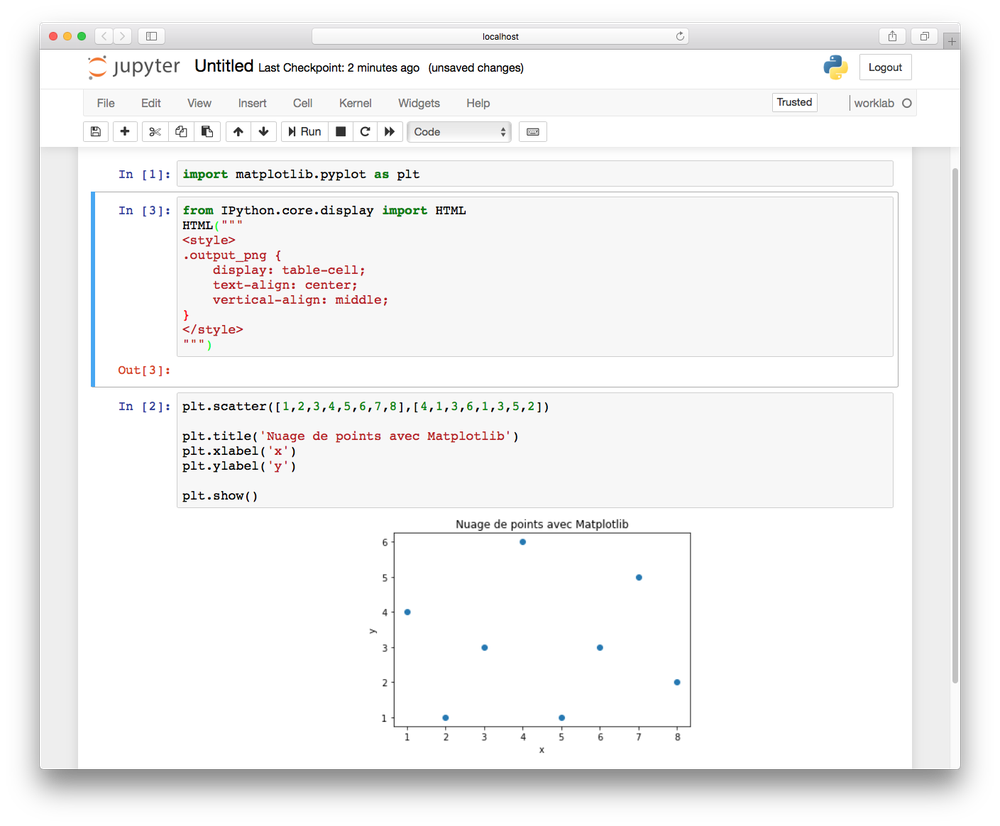 localhost
jupyter Untitled Last Checkpoint: 2 minutes ago (unsaved changes)
Logout
File Edit View Insert Cell Kernel Widgets Help
Trusted
worklab
Run
Code
In [1]: import matplotlib.pyplot as plt
In [3]: from IPython.core.display import HTML
HTML("""
<style>
.output_png {
    display: table-cell;
    text-align: center;
    vertical-align: middle;
}
</style>
""")
Out[3]:
In [2]: plt.scatter([1,2,3,4,5,6,7,8],[4,1,3,6,1,3,5,2])
plt.title('Nuage de points avec Matplotlib')
plt.xlabel('x')
plt.ylabel('y')
plt.show()
Nuage de points avec Matplotlib
6
5
4
3
2
1
y
1 2 3 4 5 6 7 8
x